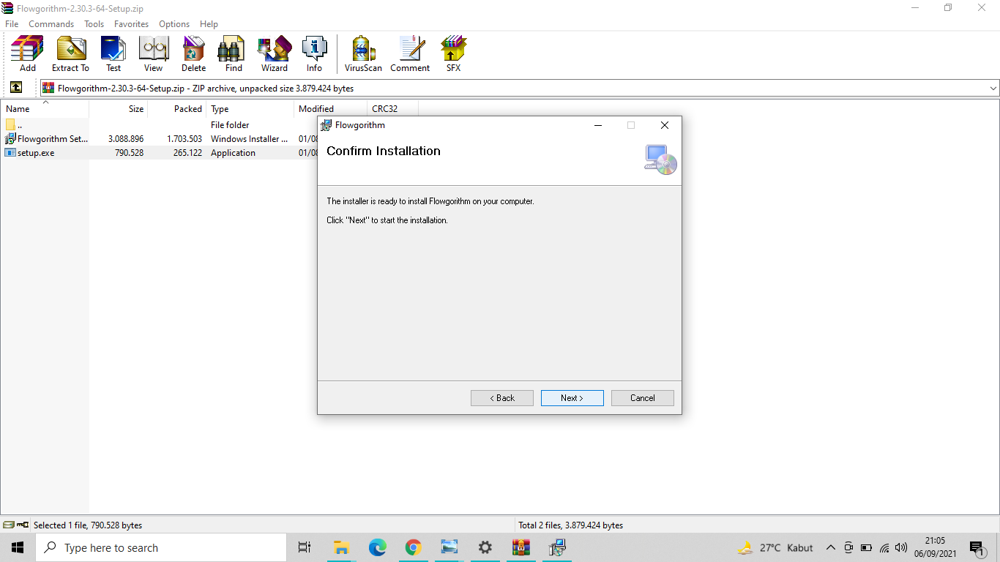 Flowgorithm-2.30.3-64-Setup.zip
File Commands Tools Favorites Options Help
Add Extract To Test View Delete Find Wizard Info VirusScan Comment SFX
Flowgorithm-2.30.3-64-Setup.zip - ZIP archive, unpacked size 3.879.424 bytes
Name Size Packed Type Modified CRC32
.. File folder
Flowgorithm Set... 3.088.896 1.703.503 Windows Installer ... 01/08
setup.exe 790.528 265.122 Application 01/08
Flowgorithm
Confirm Installation
The installer is ready to install Flowgorithm on your computer.
Click "Next" to start the installation.
< Back Next > Cancel
Selected 1 file, 790.528 bytes Total 2 files, 3.879.424 bytes
Type here to search 27°C Kabut 21:05
06/09/2021 1